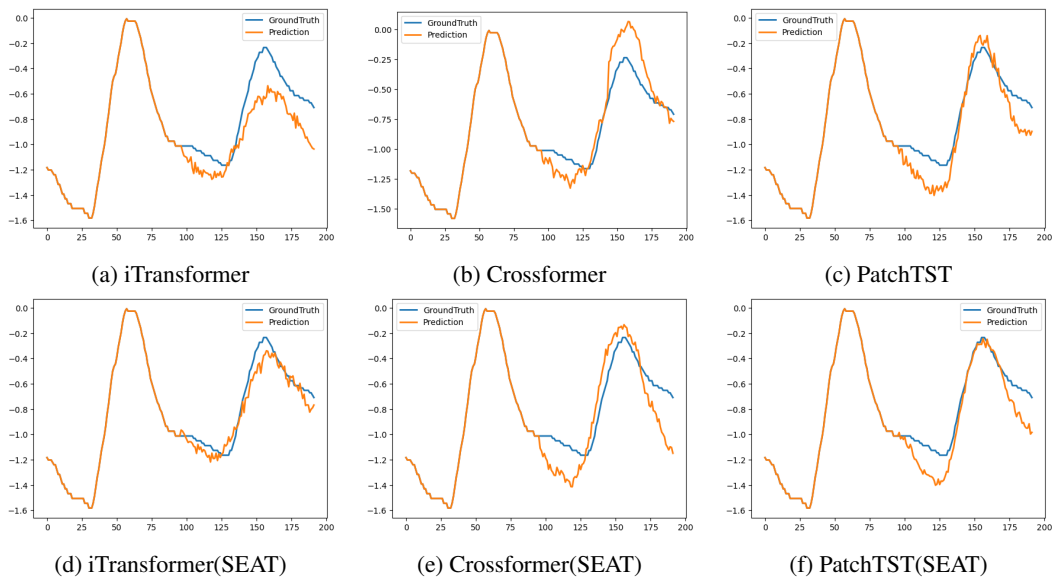 GroundTruth
Prediction
0.0
−0.2
−0.4
−0.6
−0.8
−1.0
−1.2
−1.4
−1.6
0 25 50 75 100 125 150 175 200
(a) iTransformer
GroundTruth
Prediction
0.00
−0.25
−0.50
−0.75
−1.00
−1.25
−1.50
0 25 50 75 100 125 150 175 200
(b) Crossformer
GroundTruth
Prediction
0.0
−0.2
−0.4
−0.6
−0.8
−1.0
−1.2
−1.4
−1.6
0 25 50 75 100 125 150 175 200
(c) PatchTST
GroundTruth
Prediction
0.0
−0.2
−0.4
−0.6
−0.8
−1.0
−1.2
−1.4
−1.6
0 25 50 75 100 125 150 175 200
(d) iTransformer(SEAT)
GroundTruth
Prediction
0.0
−0.2
−0.4
−0.6
−0.8
−1.0
−1.2
−1.4
−1.6
0 25 50 75 100 125 150 175 200
(e) Crossformer(SEAT)
GroundTruth
Prediction
0.0
−0.2
−0.4
−0.6
−0.8
−1.0
−1.2
−1.4
−1.6
0 25 50 75 100 125 150 175 200
(f) PatchTST(SEAT)